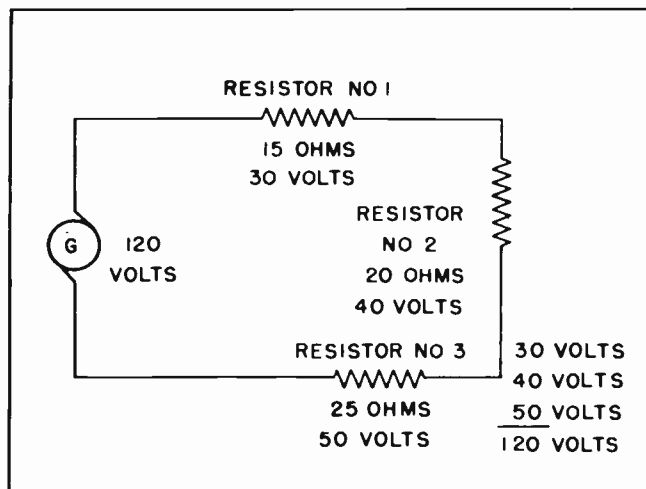 RESISTOR NO 1
15 OHMS
30 VOLTS
G
120
VOLTS
RESISTOR
NO 2
20 OHMS
40 VOLTS
RESISTOR NO 3
25 OHMS
50 VOLTS
30 VOLTS
40 VOLTS
50 VOLTS
120 VOLTS